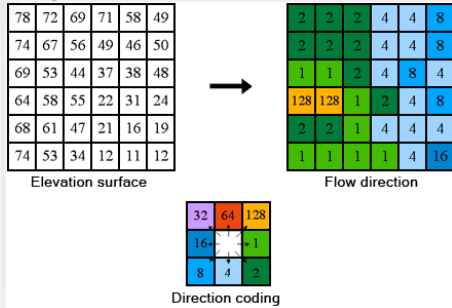 78 72 69 71 58 49 2 2 2 4 4 8
74 67 56 49 46 50 2 2 2 4 4 8
69 53 44 37 38 48 1 1 2 4 8 4
64 58 55 22 31 24 128 128 1 2 4 8
68 61 47 21 16 19 2 2 1 4 4 4
74 53 34 12 11 12 1 1 1 1 4 16
Elevation surface Flow direction
32 64 128
16 1
8 4 2
Direction coding